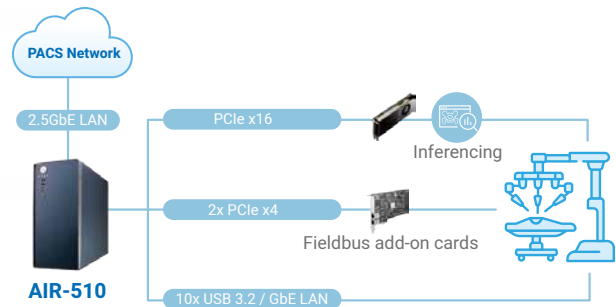 PACS Network
2.5GbE LAN
PCIe x16
Inferencing
2x PCIe x4
Fieldbus add-on cards
AIR-510
10x USB 3.2 / GbE LAN